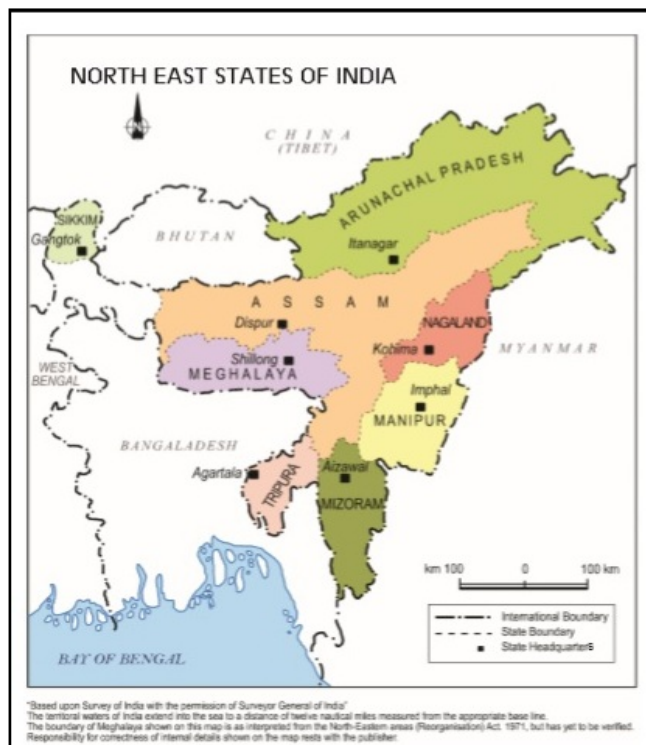 NORTH EAST STATES OF INDIA
N
CHINA
(TIBET)
ARUNACHAL PRADESH
SIKKIM
Gangtok
BHUTAN
Itanagar
ASSAM
Dispur
NAGALAND
Kohima
MYANMAR
Shillong
MEGHALAYA
WEST
BENGAL
Imphal
MANIPUR
BANGALADESH
Agartala
TRIPURA
Aizawal
MIZORAM
km 100 0 100 km
International Boundary
State Boundary
State Headquarters
BAY OF BENGAL
"Based upon Survey of India with the permission of Surveyor General of India"
The territorial waters of India extend into the sea to a distance of twelve nautical miles measured from the appropriate base line.
The boundary of Meghalaya shown on this map is as interpreted from the North-Eastern areas (Reorganisation) Act. 1971, but has yet to be verified.
Responsibility for correctness of internal details shown on the map rests with the publisher.